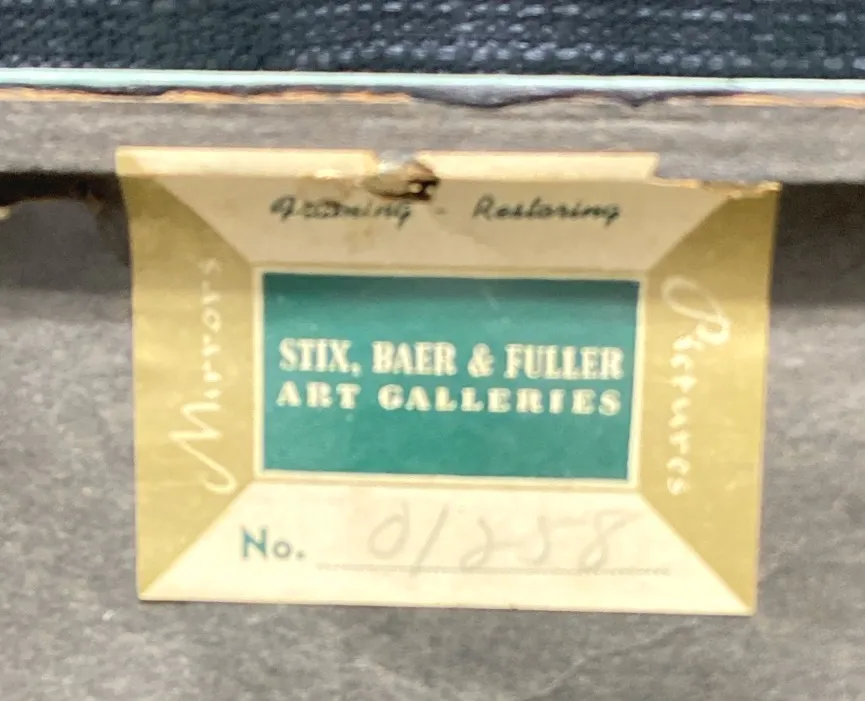 Framing - Restoring
Mirrors
STIX, BAER & FULLER
ART GALLERIES
Pictures
No. 01258